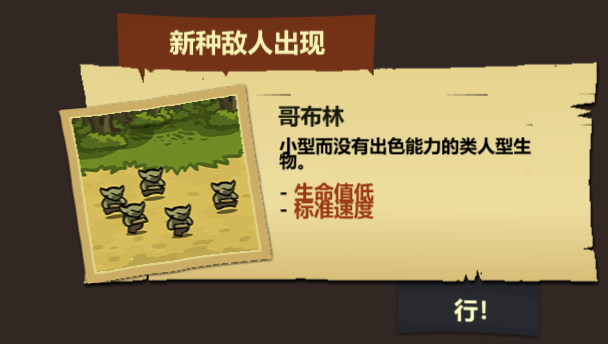 新种敌人出现
哥布林
小型而没有出色能力的类人型生
物。
- 生命值低
- 标准速度
行!